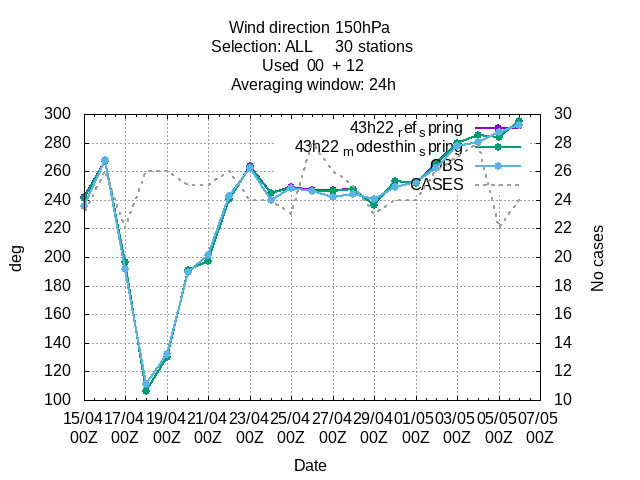 Wind direction 150hPa
Selection: ALL     30 stations
Used  00  + 12
Averaging window: 24h
300 30
43h22 ref spring
280 28
43h22 modesthin spring
260 OBS 26
CASES
240 24
220 22
deg
200 20
No cases
180 18
160 16
140 14
120 12
100 10
15/04 17/04 19/04 21/04 23/04 25/04 27/04 29/04 01/05 03/05 05/05 07/05
00Z 00Z 00Z 00Z 00Z 00Z 00Z 00Z 00Z 00Z 00Z 00Z
Date